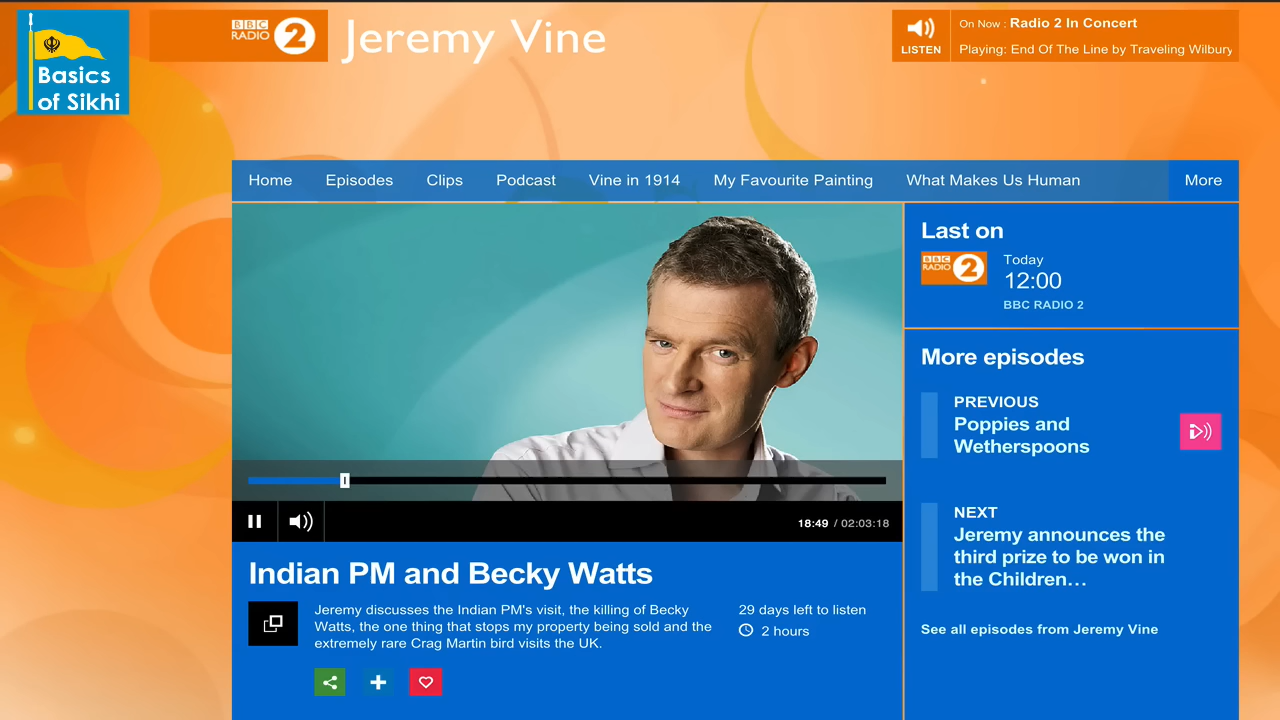 Basics
of Sikhi
BBC
RADIO 2
Jeremy Vine
LISTEN
On Now : Radio 2 In Concert
Playing: End Of The Line by Traveling Wilbury
Home Episodes Clips Podcast Vine in 1914 My Favourite Painting What Makes Us Human More
Last on
BBC
RADIO 2
Today
12:00
BBC RADIO 2
More episodes
PREVIOUS
Poppies and
Wetherspoons
NEXT
Jeremy announces the
third prize to be won in
the Children...
See all episodes from Jeremy Vine
18:49 / 02:03:18
Indian PM and Becky Watts
Jeremy discusses the Indian PM's visit, the killing of Becky
Watts, the one thing that stops my property being sold and the
extremely rare Crag Martin bird visits the UK.
29 days left to listen
2 hours